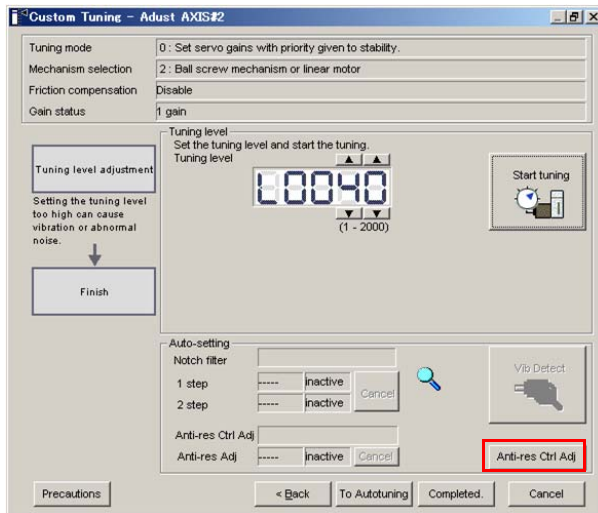 Custom Tuning - Adust AXIS#2
Tuning mode 0 : Set servo gains with priority given to stability.
Mechanism selection 2 : Ball screw mechanism or linear motor
Friction compensation Disable
Gain status 1 gain
Tuning level
Set the tuning level and start the tuning.
Tuning level
L0040
(1 - 2000)
Start tuning
Tuning level adjustment
Setting the tuning level
too high can cause
vibration or abnormal
noise.
Finish
Auto-setting
Notch filter
1 step ----- inactive
Cancel
2 step ----- inactive
Vib Detect
Anti-res Ctrl Adj
Anti-res Adj ----- inactive Cancel
Anti-res Ctrl Adj
Precautions < Back To Autotuning Completed. Cancel